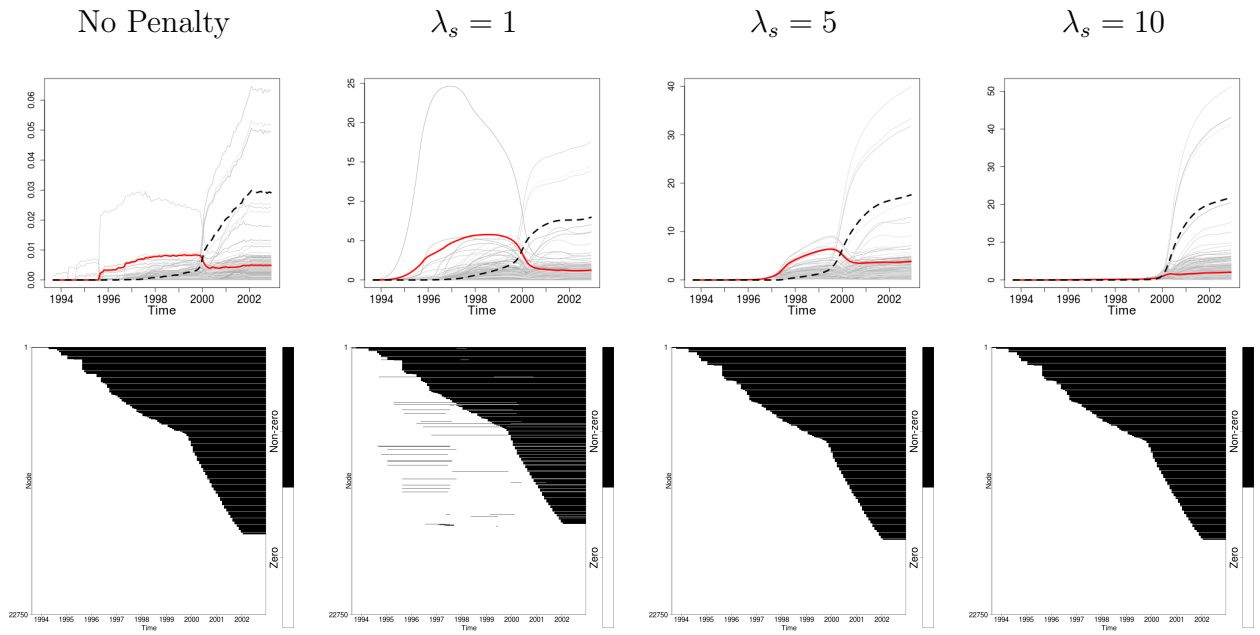 No Penalty
λs = 1
λs = 5
λs = 10
0.00 0.01 0.02 0.03 0.04 0.05 0.06
1994 1996 1998 2000 2002
Time
0 5 10 15 20 25
1994 1996 1998 2000 2002
Time
0 10 20 30 40
1994 1996 1998 2000 2002
Time
0 10 20 30 40 50
1994 1996 1998 2000 2002
Time
1
Node
22750
1994 1995 1996 1997 1998 1999 2000 2001 2002
Time
Zero Non-zero
1
Node
22750
1994 1995 1996 1997 1998 1999 2000 2001 2002
Time
Zero Non-zero
1
Node
22750
1994 1995 1996 1997 1998 1999 2000 2001 2002
Time
Zero Non-zero
1
Node
22750
1994 1995 1996 1997 1998 1999 2000 2001 2002
Time
Zero Non-zero